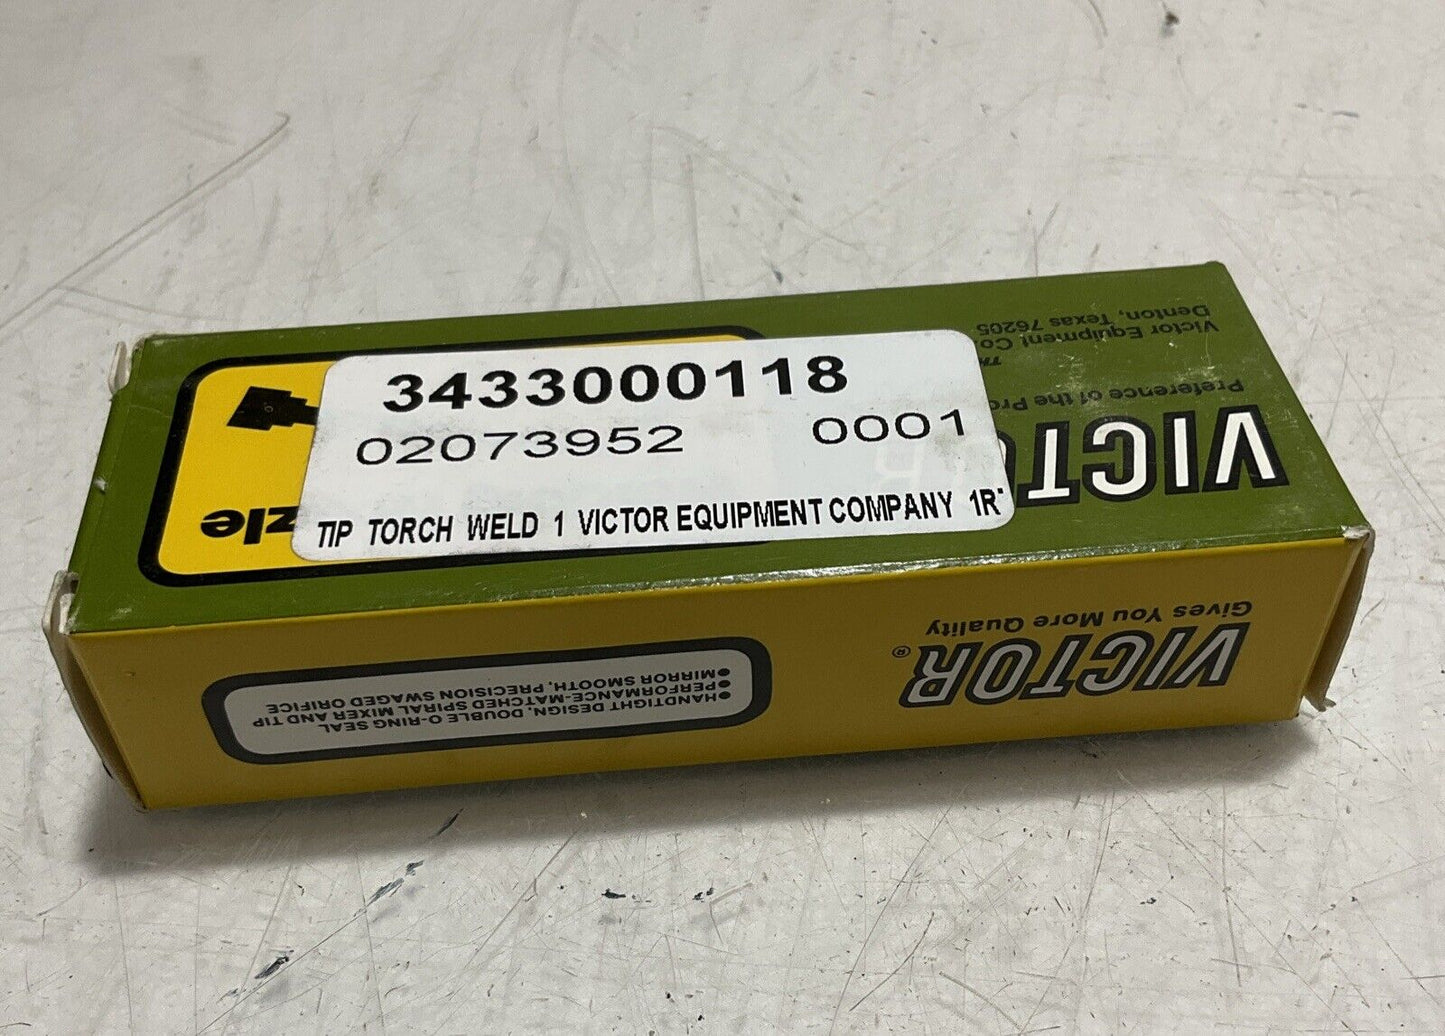 3433000118
02073952 0001
TIP TORCH WELD 1 VICTOR EQUIPMENT COMPANY 1R
zzle
VICTOR
Preference of the Pro
TM
Victor Equipment Co.
Denton, Texas 76205
VICTOR®
Gives You More Quality
HANDTIGHT DESIGN, DOUBLE O-RING SEAL
● PERFORMANCE-MATCHED SPIRAL MIXER AND TIP
● MIRROR SMOOTH, PRECISION SWAGED ORIFICE